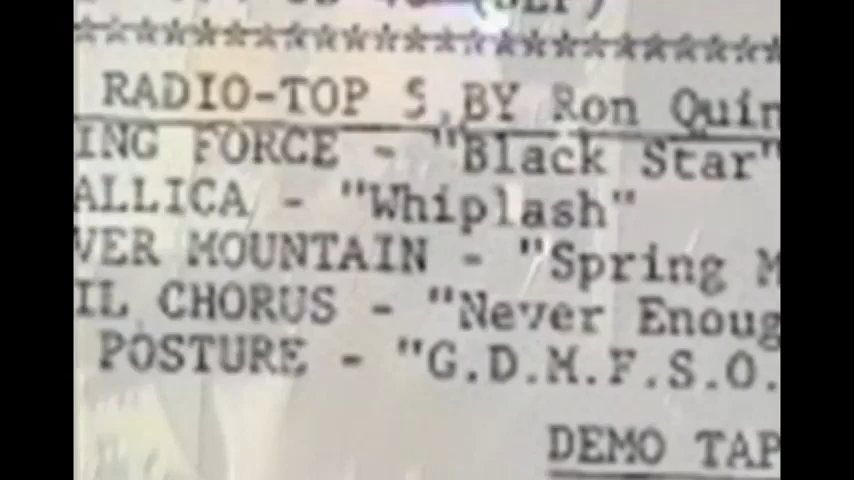 ☆☆☆☆☆☆☆☆☆☆☆☆☆☆☆☆☆☆☆☆☆☆☆☆
RADIO-TOP 5 BY Ron Quin
ING FORCE - "Black Star"
ALLICA - "Whiplash"
VER MOUNTAIN - "Spring M
IL CHORUS - "Never Enoug
POSTURE - "G.D.M.F.S.O.
DEMO TAP